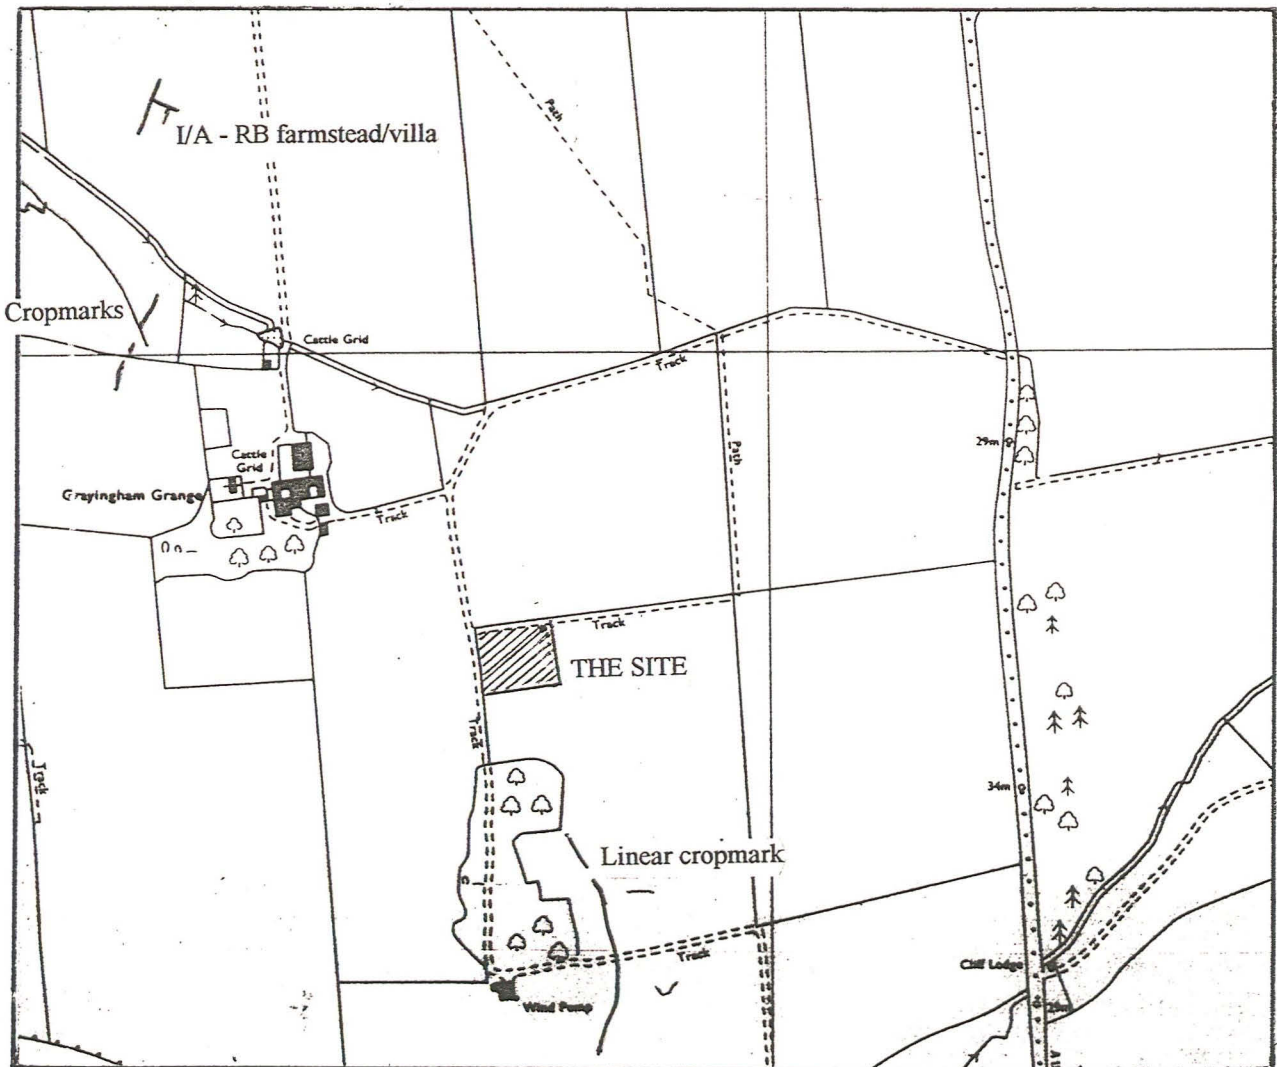 Path
I/A - RB farmstead/villa
Cropmarks
Cattle Grid
Track
29m
Path
Cattle
Grid
Grayingham Grange
Track
Track
THE SITE
Track
Track
34m
Linear cropmark
Track
Cliff Lodge
Wind Pump